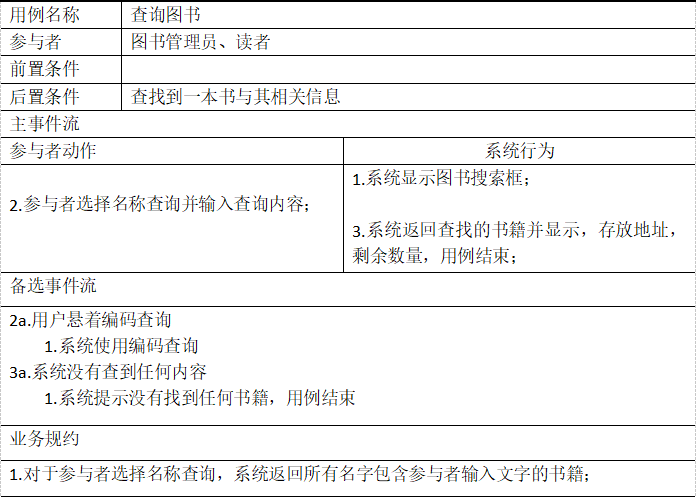 用例名称 查询图书
参与者 图书管理员、读者
前置条件
后置条件 查找到一本书与其相关信息
主事件流
参与者动作 系统行为
1.系统显示图书搜索框；
2.参与者选择名称查询并输入查询内容；
3.系统返回查找的书籍并显示，存放地址，
剩余数量，用例结束；
备选事件流
2a.用户悬着编码查询
1.系统使用编码查询
3a.系统没有查到任何内容
1.系统提示没有找到任何书籍，用例结束
业务规约
1.对于参与者选择名称查询，系统返回所有名字包含参与者输入文字的书籍；